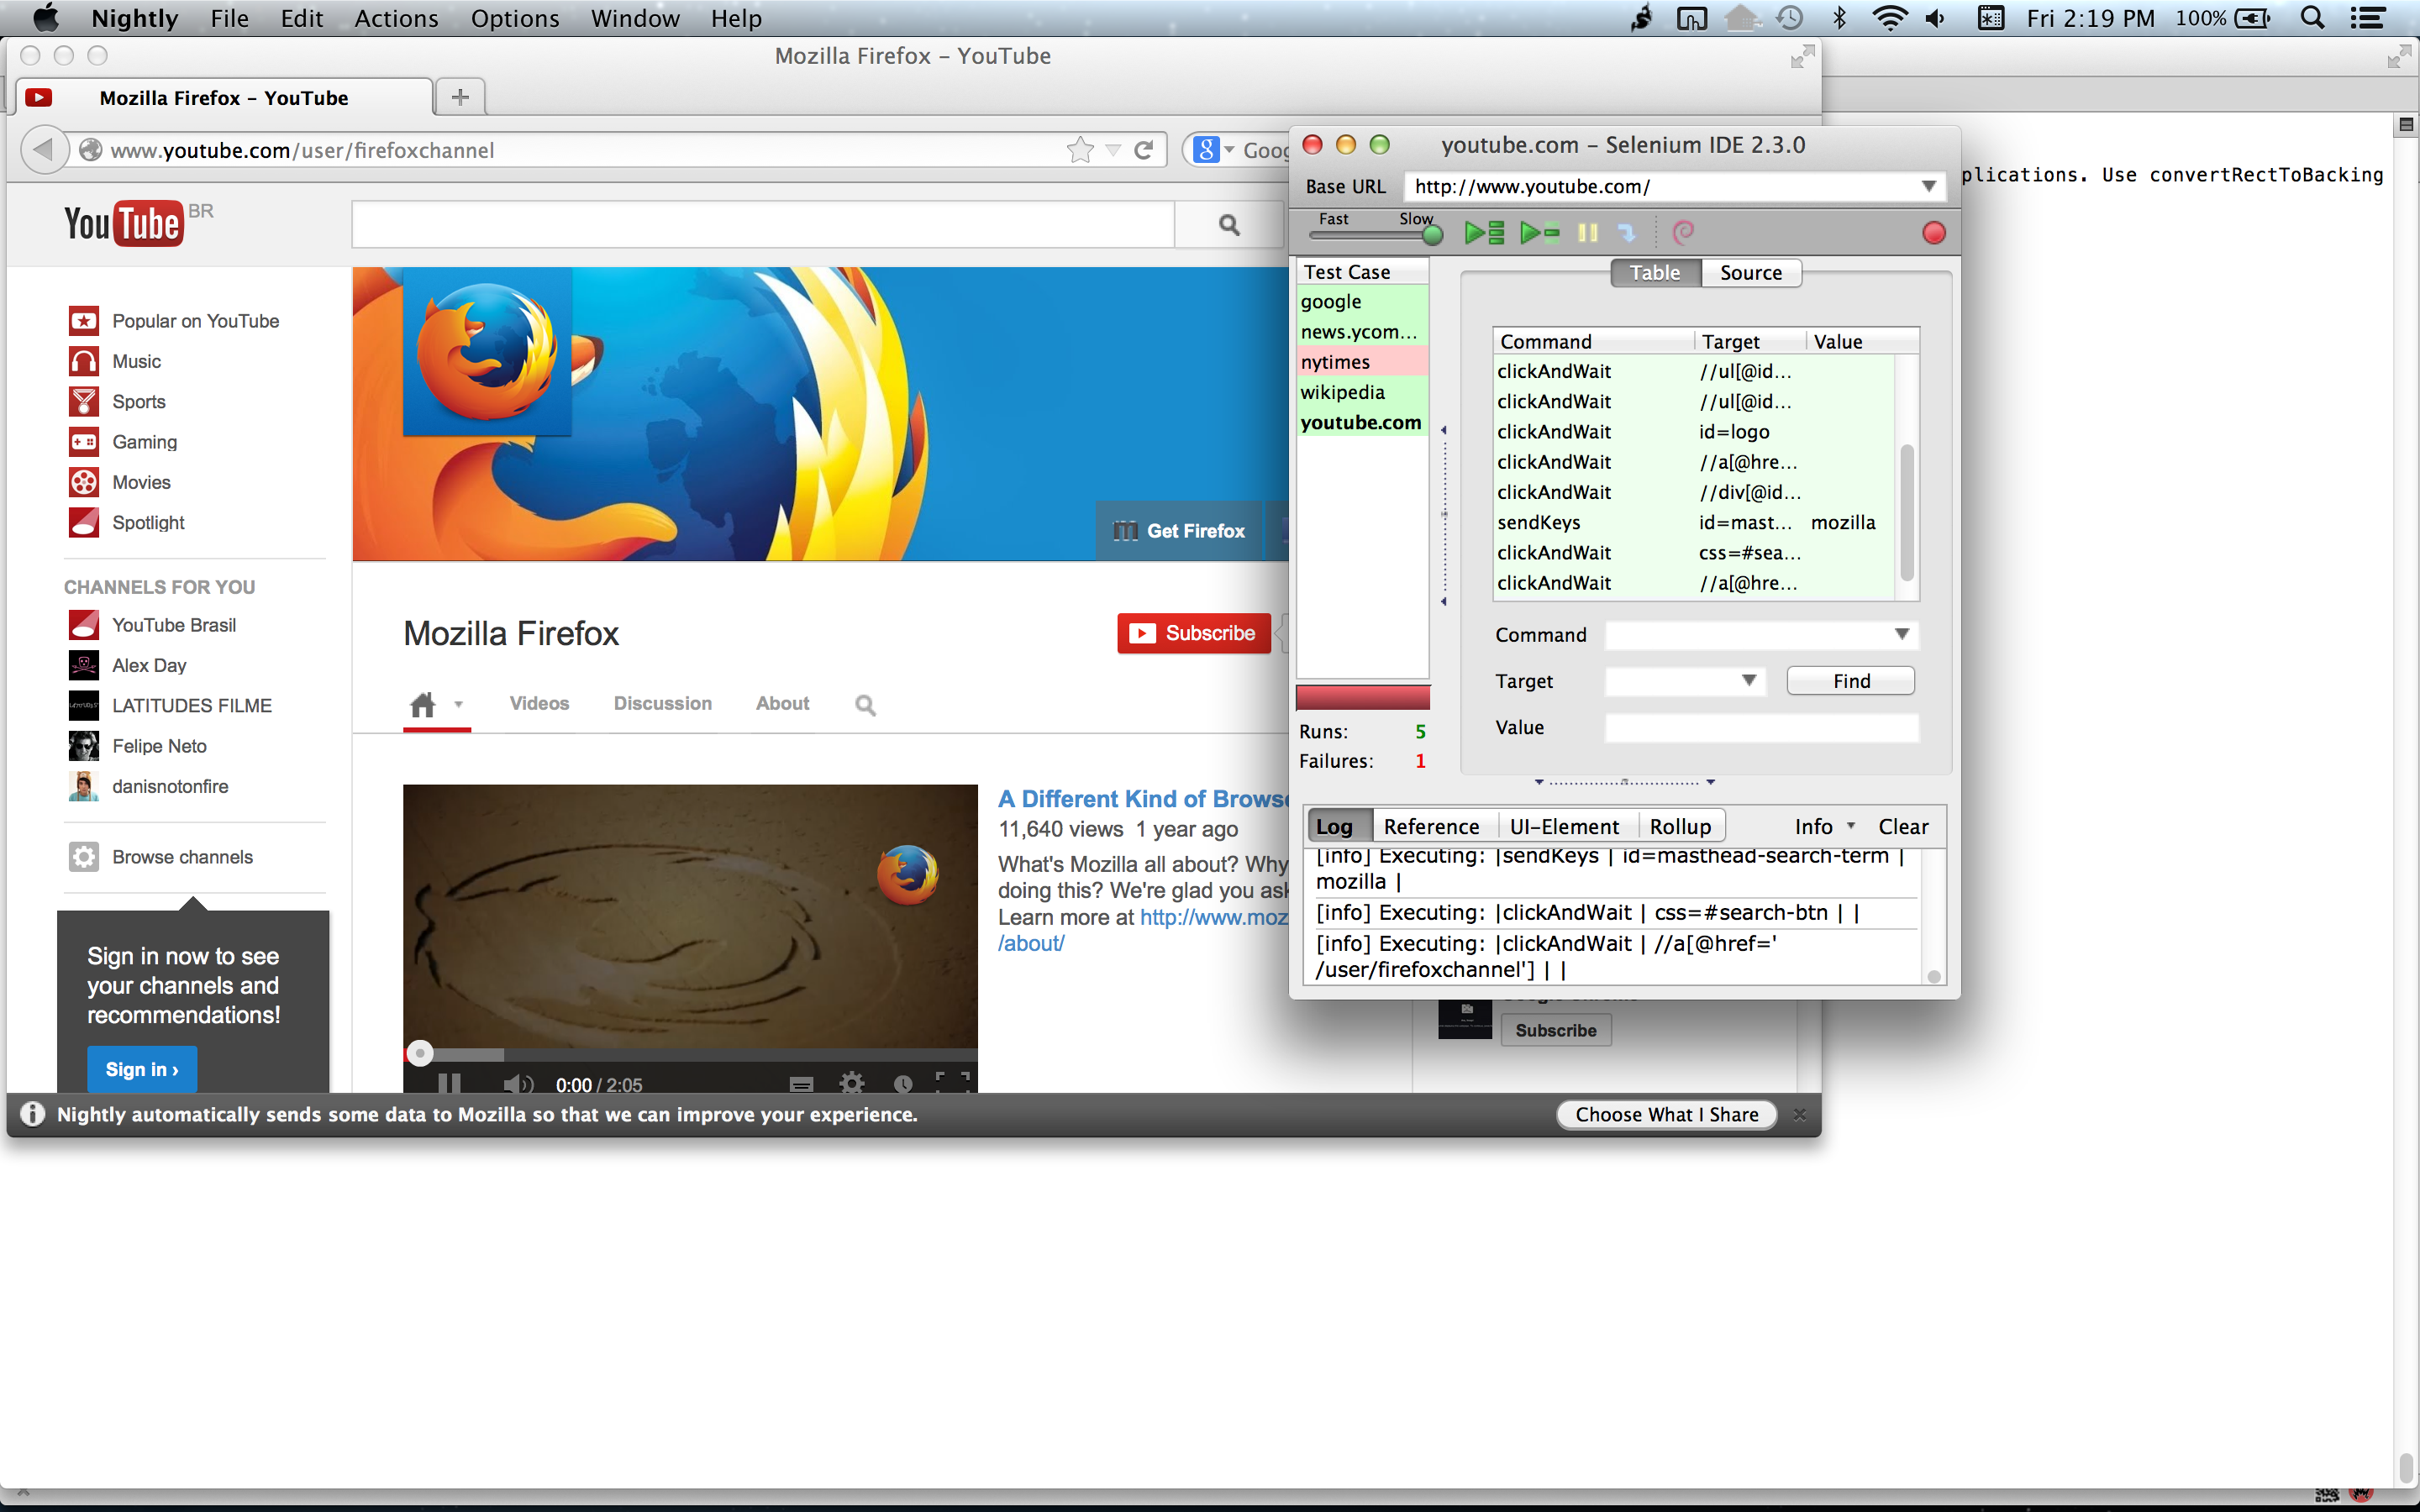 Nightly File Edit Actions Options Window Help
Fri 2:19 PM 100%
Mozilla Firefox – YouTube
Mozilla Firefox – YouTube
www.youtube.com/user/firefoxchannel
Goog
plications. Use convertRectToBacking
YouTube BR
Popular on YouTube
Music
Sports
Gaming
Movies
Spotlight
CHANNELS FOR YOU
YouTube Brasil
Alex Day
LATITUDES FILME
Felipe Neto
danisnotonfire
Browse channels
Sign in now to see
your channels and
recommendations!
Sign in ›
Get Firefox
Mozilla Firefox
Subscribe
Videos Discussion About
0:00 / 2:05
A Different Kind of Browse
11,640 views 1 year ago
What's Mozilla all about? Why
doing this? We're glad you ask
Learn more at http://www.moz
/about/
Subscribe
Nightly automatically sends some data to Mozilla so that we can improve your experience.
Choose What I Share
youtube.com – Selenium IDE 2.3.0
Base URL http://www.youtube.com/
Fast Slow
Test Case
google
news.ycom...
nytimes
wikipedia
youtube.com
Runs: 5
Failures: 1
Table Source
Command Target Value
clickAndWait //ul[@id...
clickAndWait //ul[@id...
clickAndWait id=logo
clickAndWait //a[@hre...
clickAndWait //div[@id...
sendKeys id=mast... mozilla
clickAndWait css=#sea...
clickAndWait //a[@hre...
Command
Target
Find
Value
Log Reference UI-Element Rollup Info Clear
[info] Executing: |sendKeys | id=masthead-search-term |
mozilla |
[info] Executing: |clickAndWait | css=#search-btn | |
[info] Executing: |clickAndWait | //a[@href='
/user/firefoxchannel'] | |